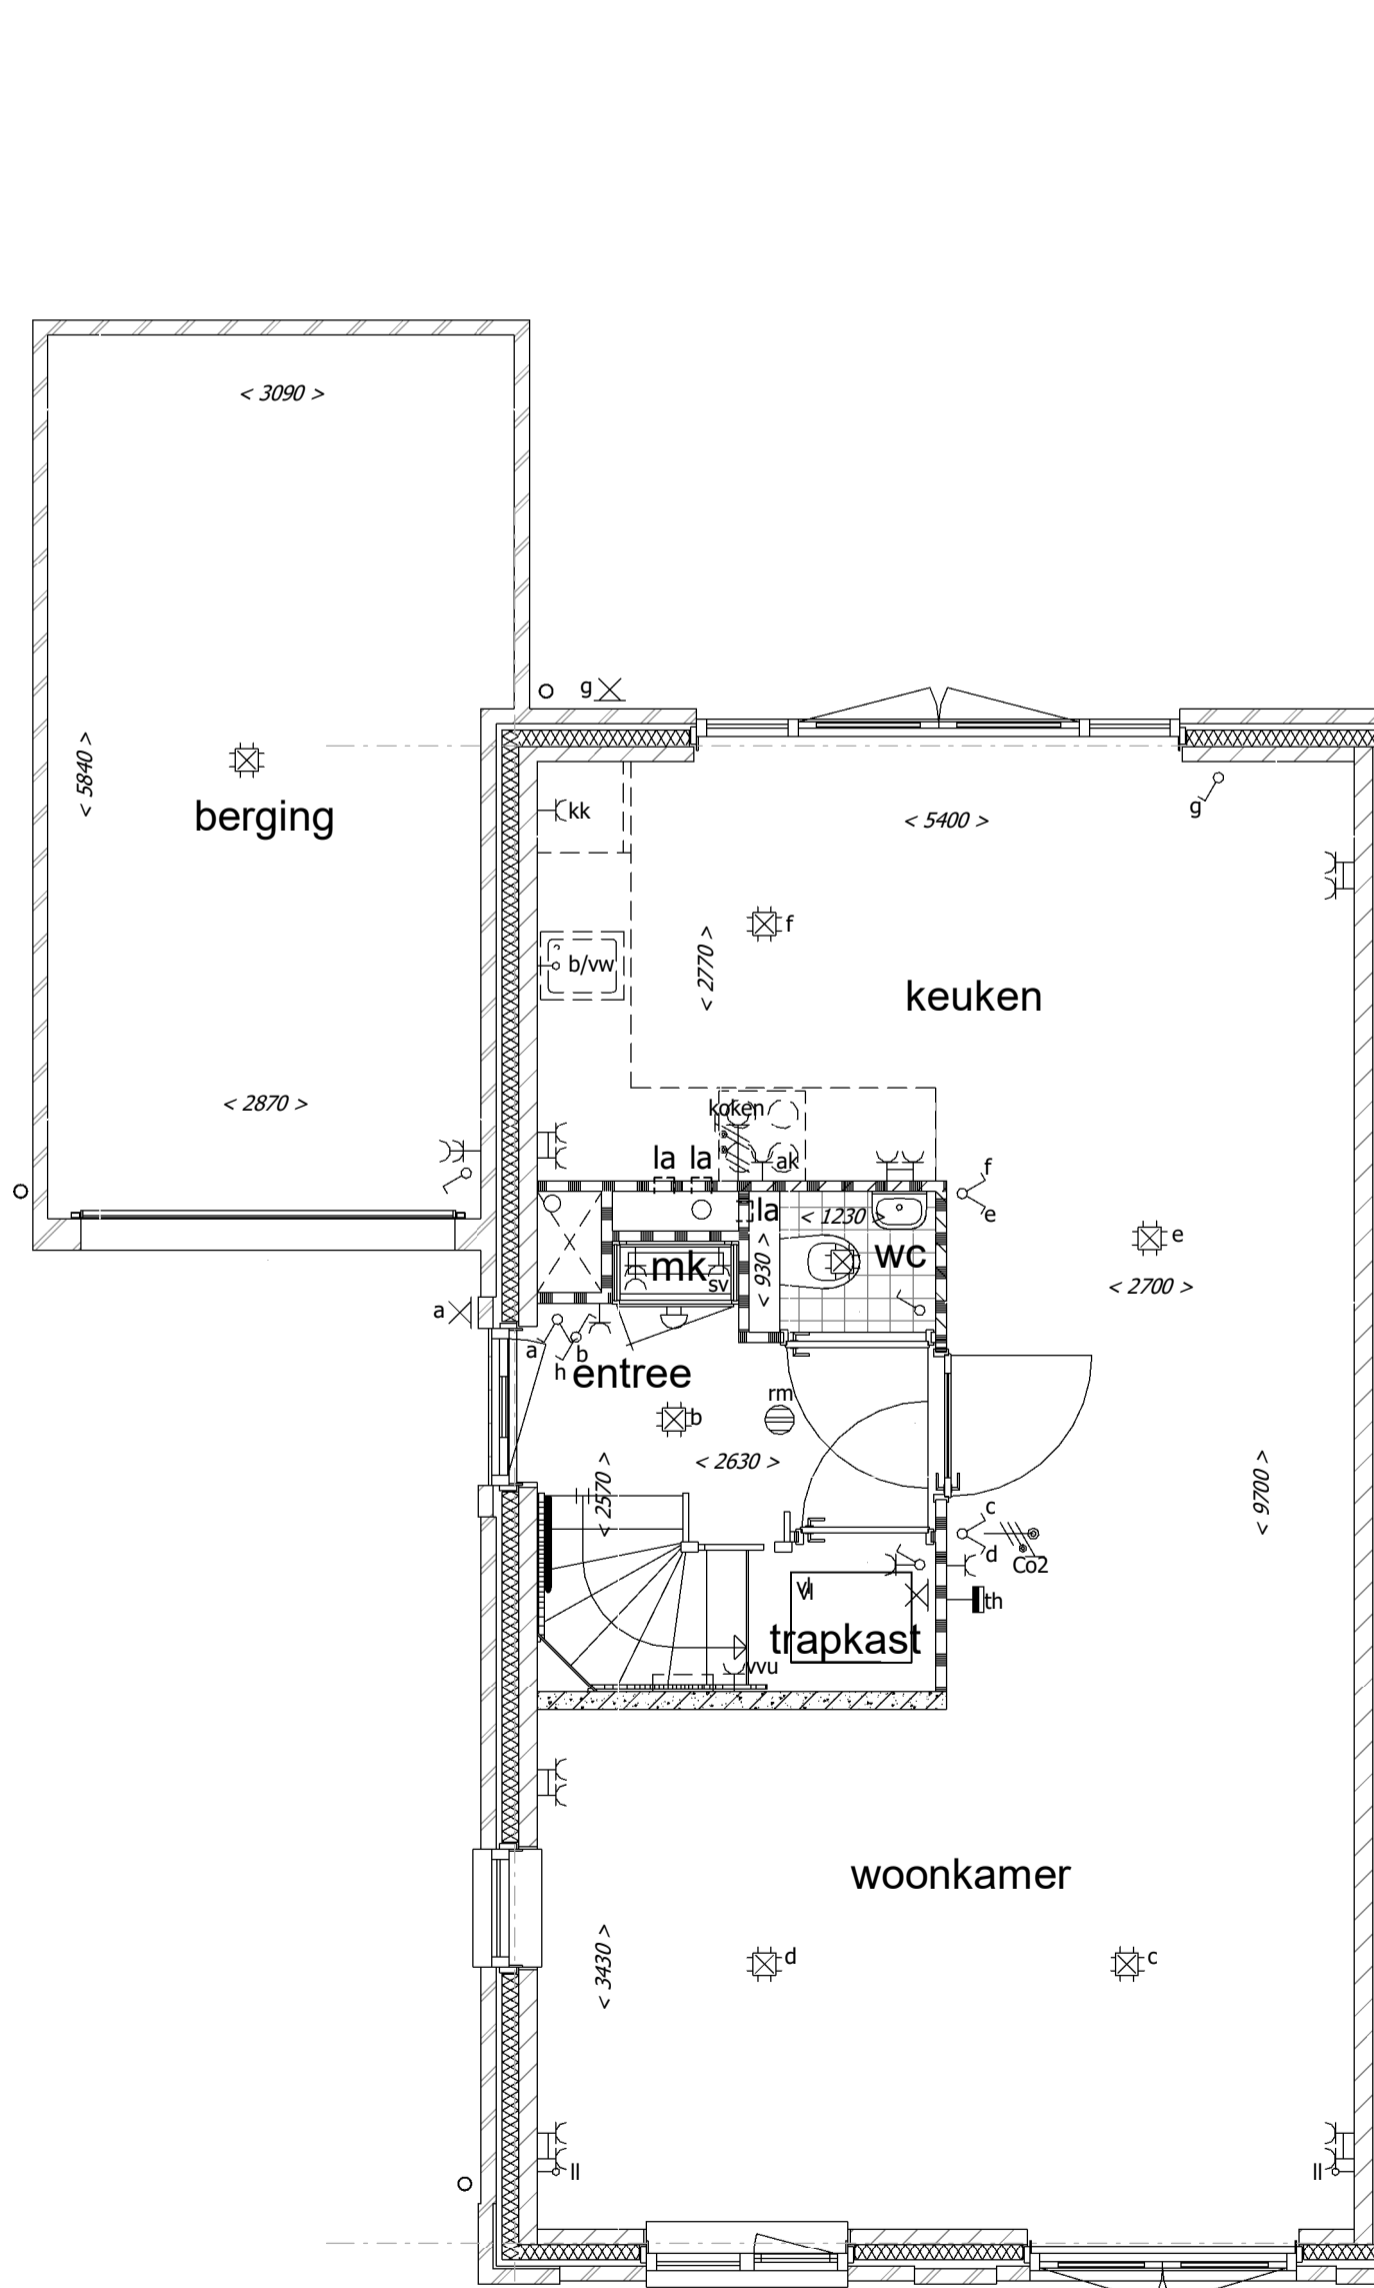 < 3090 >
g
< 5840 >
berging
kk
< 5400 >
g
f
b/vw
< 2770 >
keuken
< 2870 >
koken
la
la
ak
f
e
la
< 1230 >
e
< 930 >
wc
mk
sv
< 2700 >
a
a
b
h
entree
rm
b
< 2630 >
< 2570 >
< 9700 >
c
d
Co2
vl
th
trapkast
vvu
woonkamer
< 3430 >
d
c
ll
ll